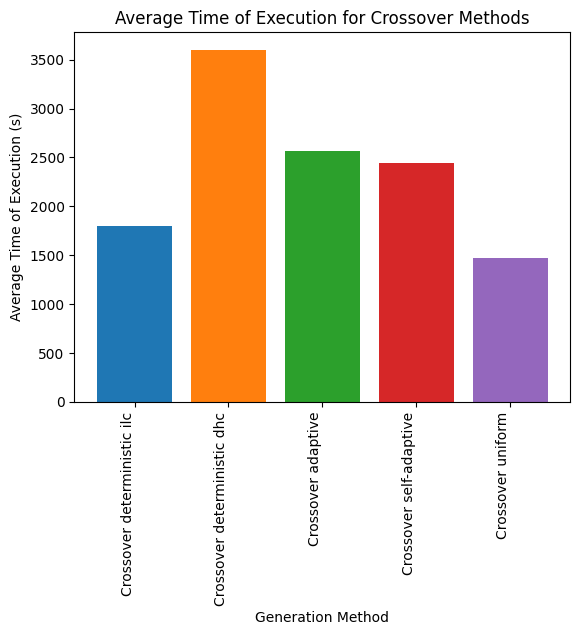 Average Time of Execution for Crossover Methods
Average Time of Execution (s)
3500
3000
2500
2000
1500
1000
500
0
Crossover deterministic ilc
Crossover deterministic dhc
Crossover adaptive
Crossover self-adaptive
Crossover uniform
Generation Method